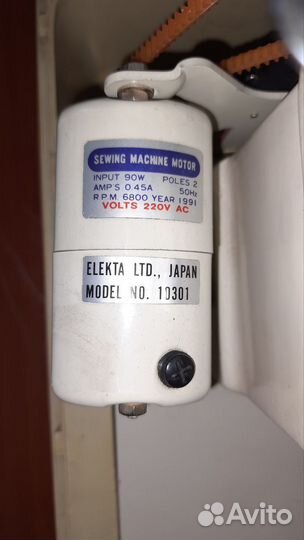 SEWING MACHINE MOTOR
INPUT 90W POLES 2
AMP'S 0.45A 50Hz
R.P.M. 6800 YEAR 1991
VOLTS 220V AC
ELEKTA LTD., JAPAN
MODEL NO. 10301
Avito